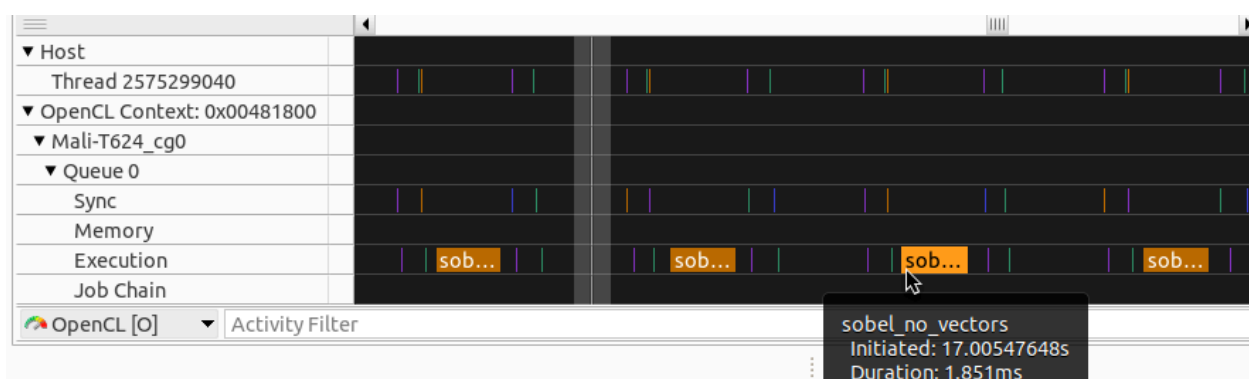 ▼ Host
Thread 2575299040
▼ OpenCL Context: 0x00481800
▼ Mali-T624_cg0
▼ Queue 0
Sync
Memory
Execution sob... sob... sob... sob...
Job Chain
OpenCL [O] ▼ Activity Filter
sobel_no_vectors
Initiated: 17.00547648s
Duration: 1.851ms